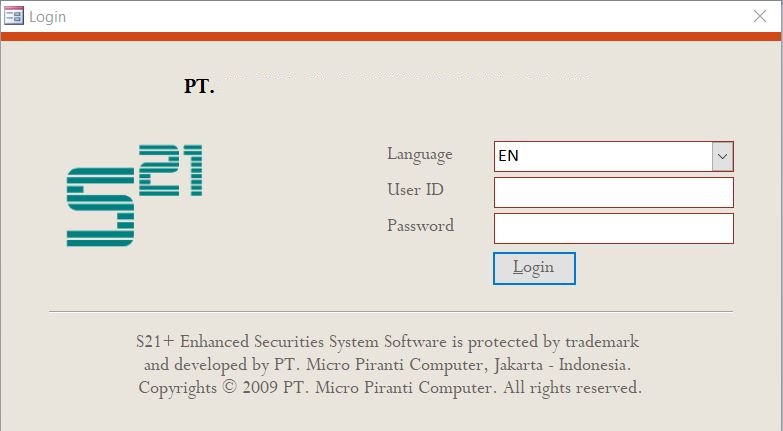 Login
PT.
S21
Language
EN
User ID
Password
Login
S21+ Enhanced Securities System Software is protected by trademark
and developed by PT. Micro Piranti Computer, Jakarta - Indonesia.
Copyrights © 2009 PT. Micro Piranti Computer. All rights reserved.